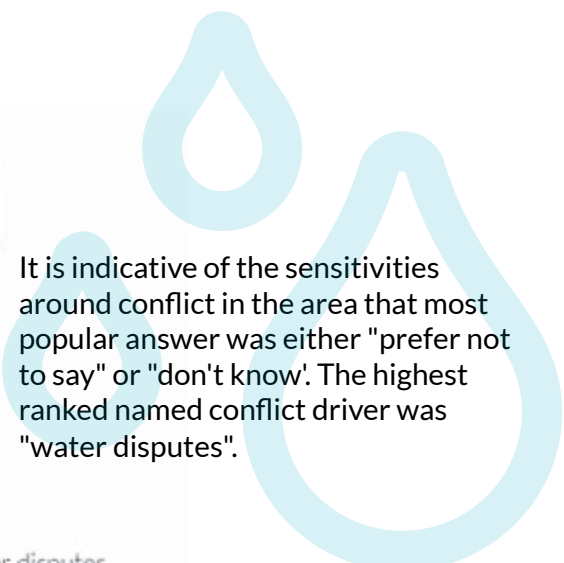 It is indicative of the sensitivities
around conflict in the area that most
popular answer was either "prefer not
to say" or "don't know'. The highest
ranked named conflict driver was
"water disputes".
disputes